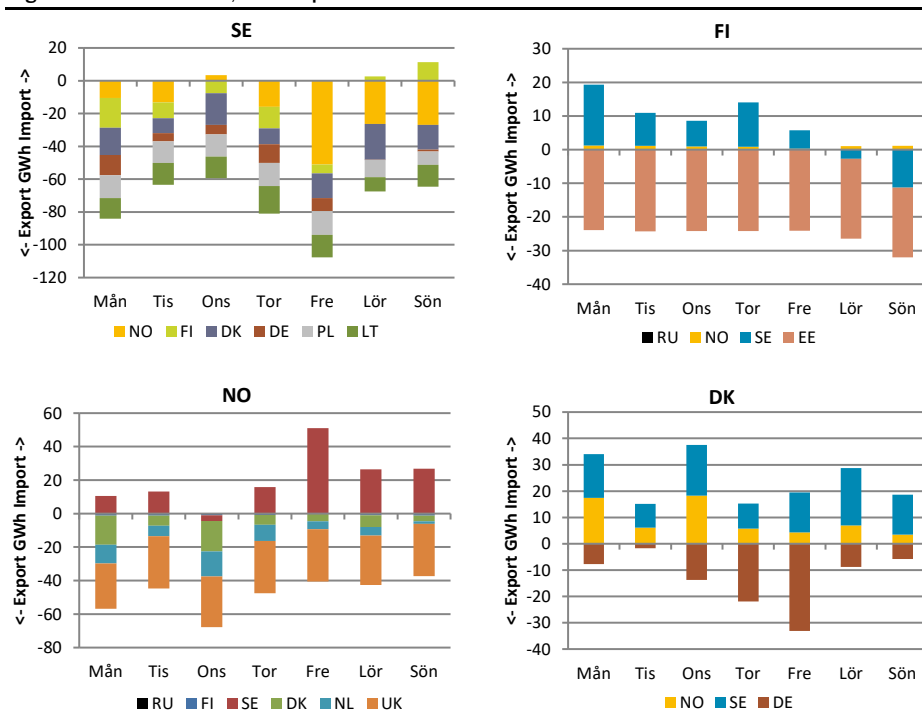 SE
<- Export GWh Import ->
20
0
-20
-40
-60
-80
-100
-120
Mån Tis Ons Tor Fre Lör Sön
NO FI DK DE PL LT
FI
<- Export GWh Import ->
30
20
10
0
-10
-20
-30
-40
Mån Tis Ons Tor Fre Lör Sön
RU NO SE EE
NO
<- Export GWh Import ->
60
40
20
0
-20
-40
-60
-80
Mån Tis Ons Tor Fre Lör Sön
RU FI SE DK NL UK
DK
<- Export GWh Import ->
50
40
30
20
10
0
-10
-20
-30
-40
Mån Tis Ons Tor Fre Lör Sön
NO SE DE